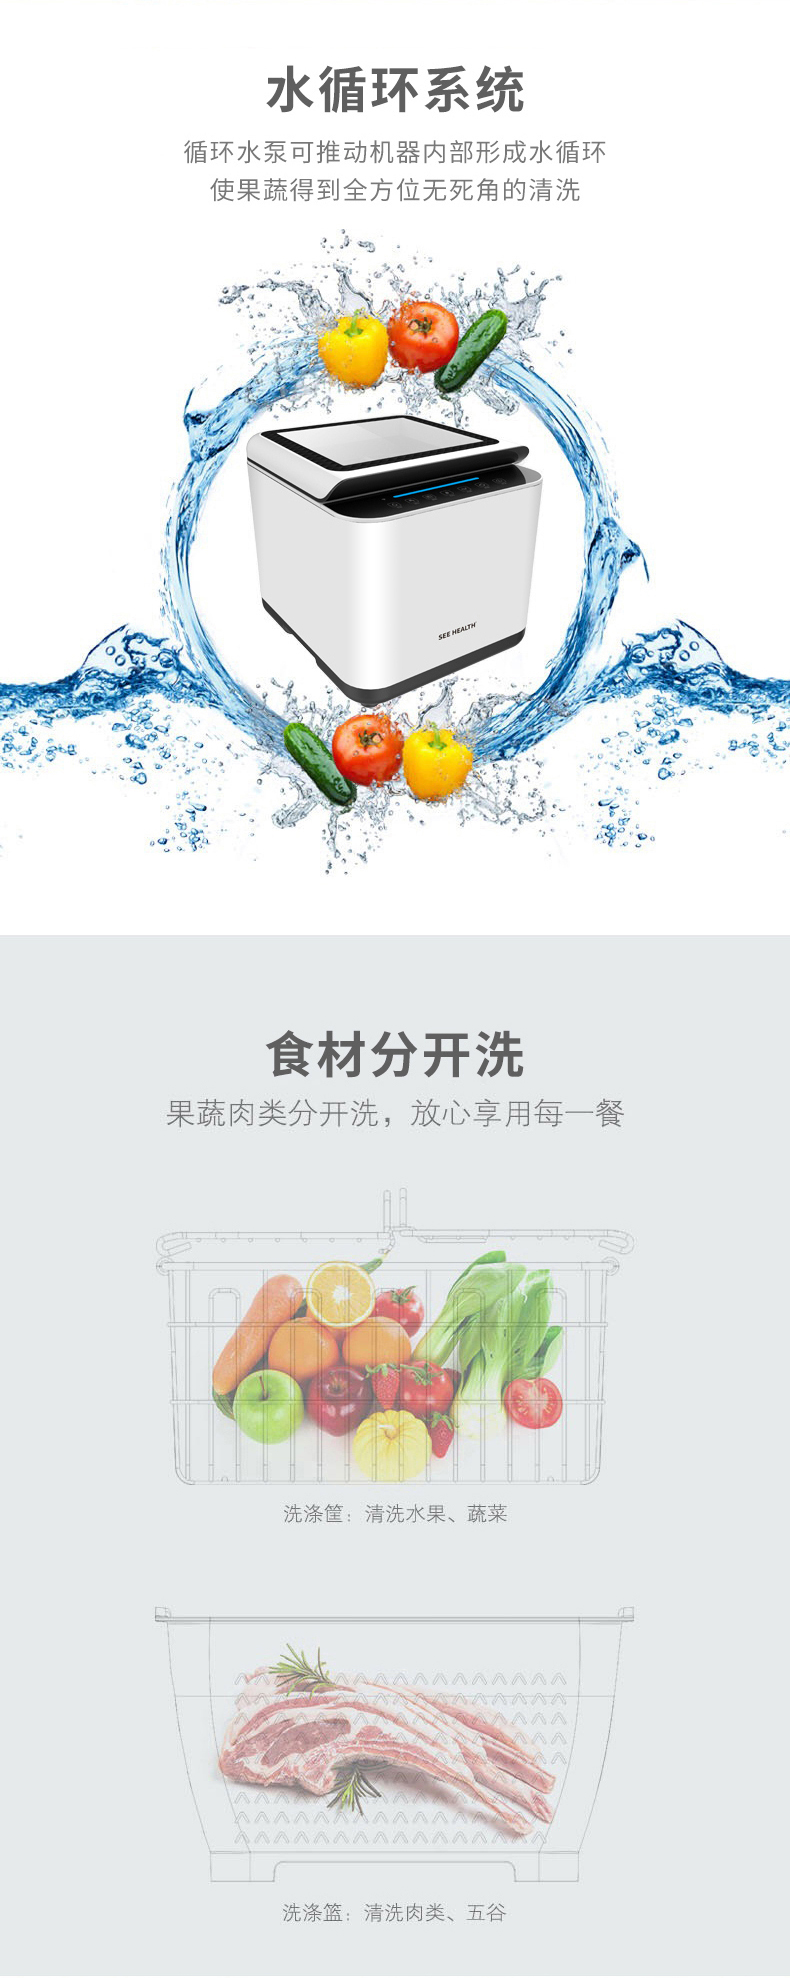 水循环系统
循环水泵可推动机器内部形成水循环
使果蔬得到全方位无死角的清洗
SEE HEALTH
食材分开洗
果蔬肉类分开洗，放心享用每一餐
洗涤筐：清洗水果、蔬菜
洗涤篮：清洗肉类、五谷